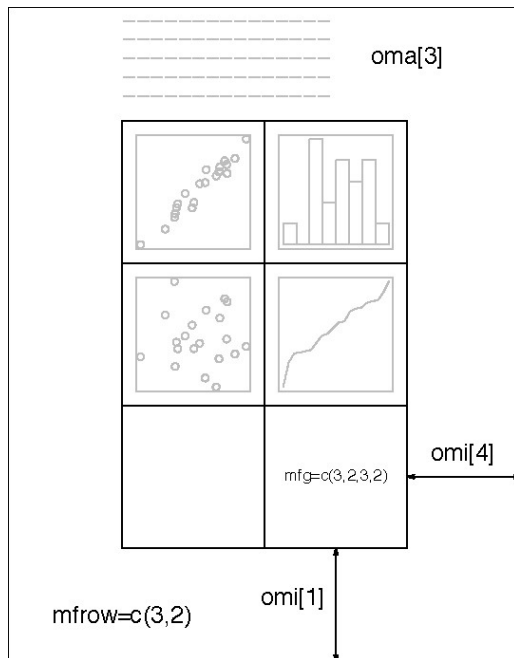 oma[3]
omi[4]
mfg=c(3,2,3,2)
omi[1]
mfrow=c(3,2)